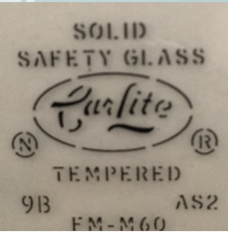 SOLID
SAFETY GLASS
Carlite
N R
TEMPERED
9B AS2
FM-M60